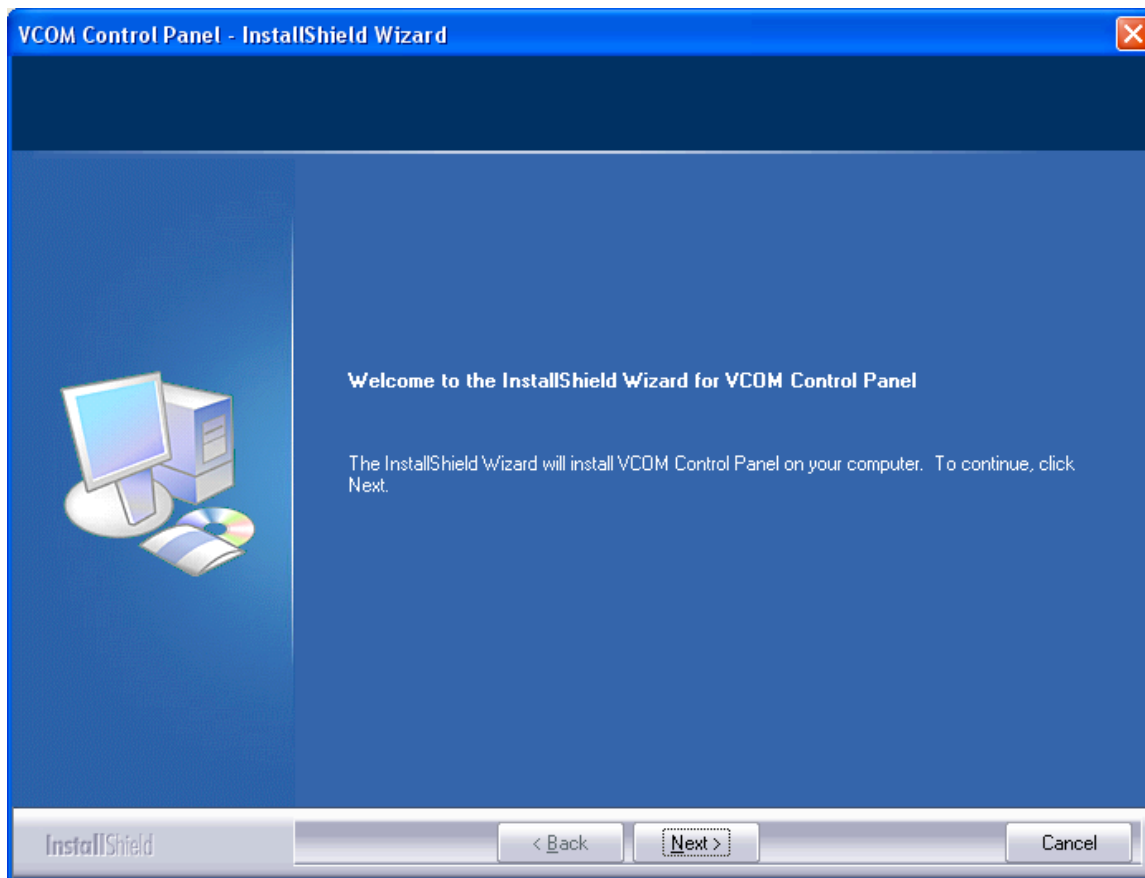 VCOM Control Panel - InstallShield Wizard
Welcome to the InstallShield Wizard for VCOM Control Panel
The InstallShield Wizard will install VCOM Control Panel on your computer.  To continue, click
Next.
InstallShield
< Back
Next >
Cancel